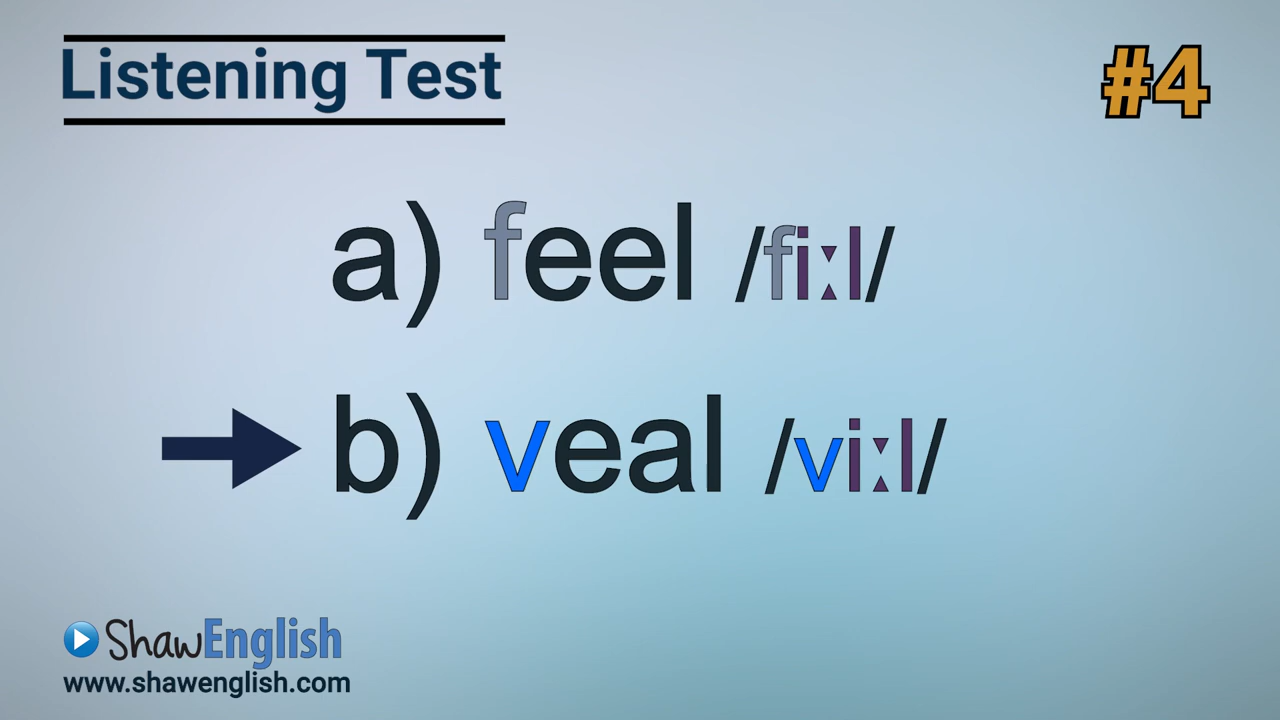 Listening Test
#4
a) feel /fiːl/
b) veal /viːl/
ShawEnglish
www.shawenglish.com